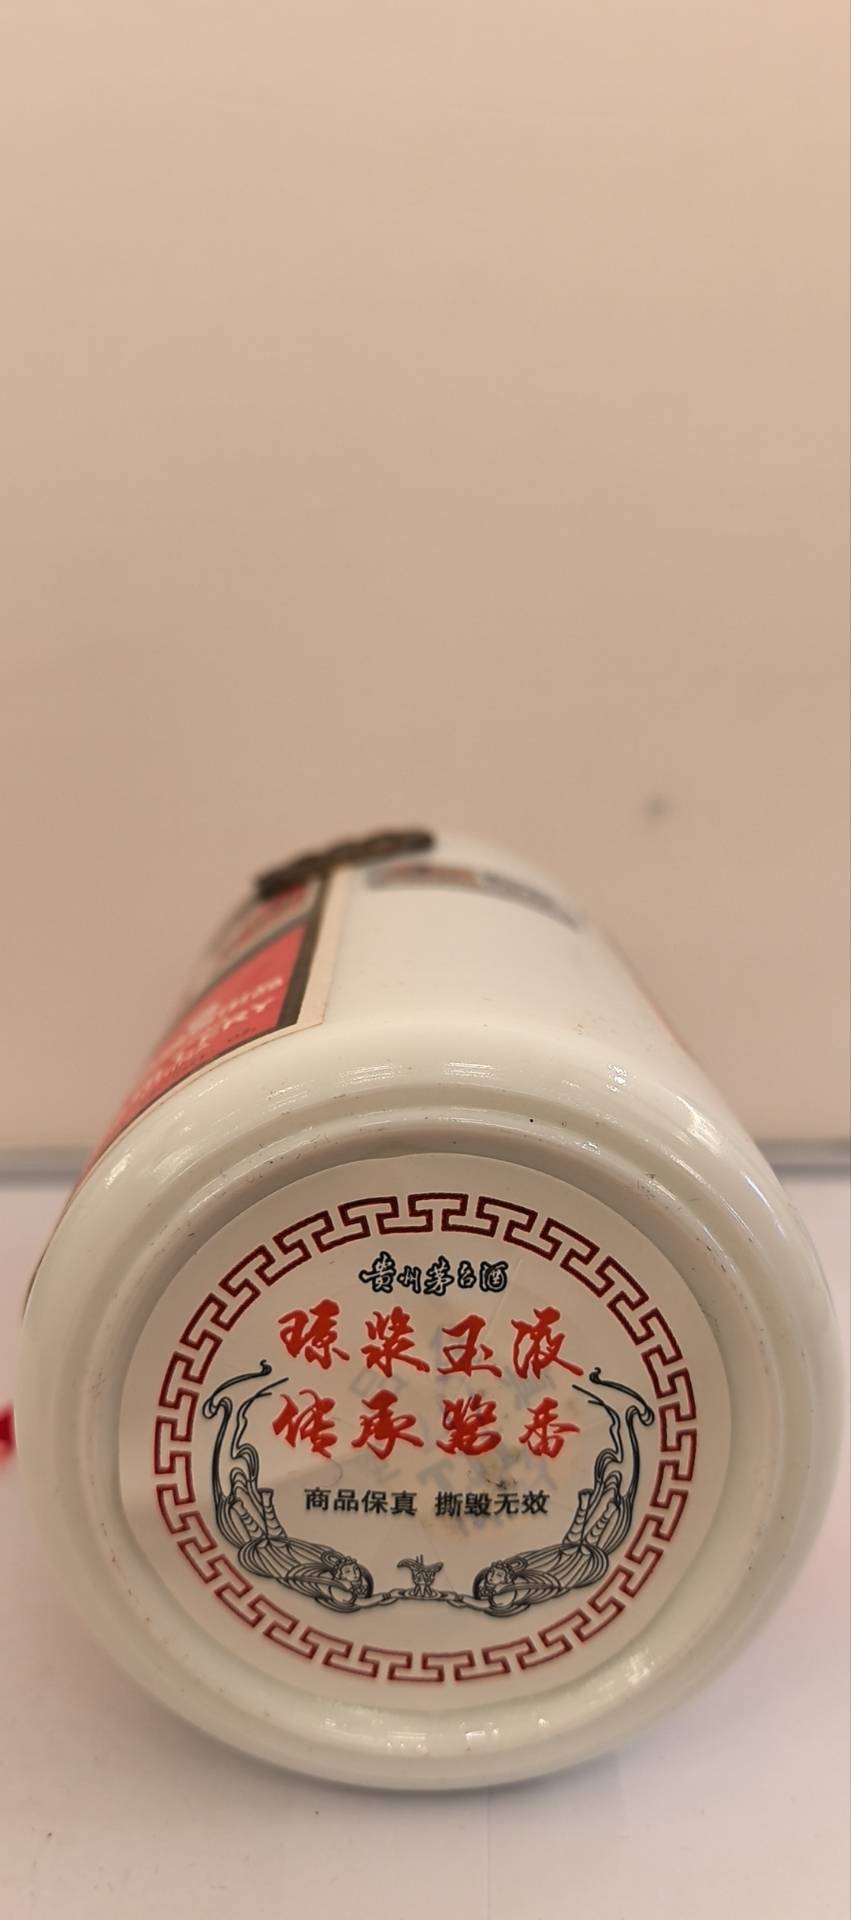 贵州茅台酒
琼浆玉液
传承酱香
商品保真 撕毁无效